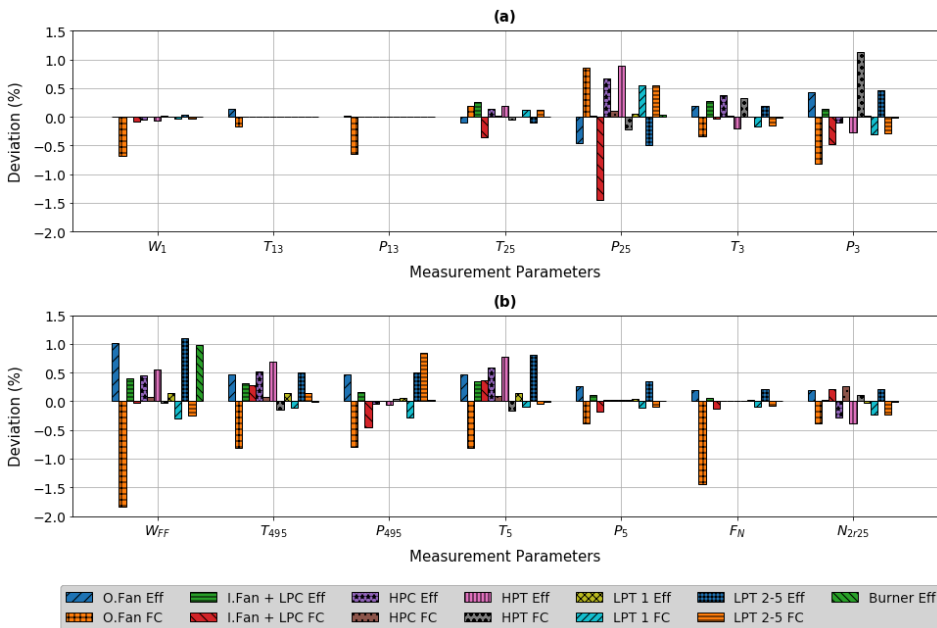 (a)
1.5
1.0
0.5
0.0
−0.5
−1.0
−1.5
−2.0
Deviation (%)
W1 T13 P13 T25 P25 T3 P3
Measurement Parameters
(b)
1.5
1.0
0.5
0.0
−0.5
−1.0
−1.5
−2.0
Deviation (%)
WFF T495 P495 T5 P5 FN N2r25
Measurement Parameters
O.Fan Eff I.Fan + LPC Eff HPC Eff HPT Eff LPT 1 Eff LPT 2-5 Eff Burner Eff
O.Fan FC I.Fan + LPC FC HPC FC HPT FC LPT 1 FC LPT 2-5 FC